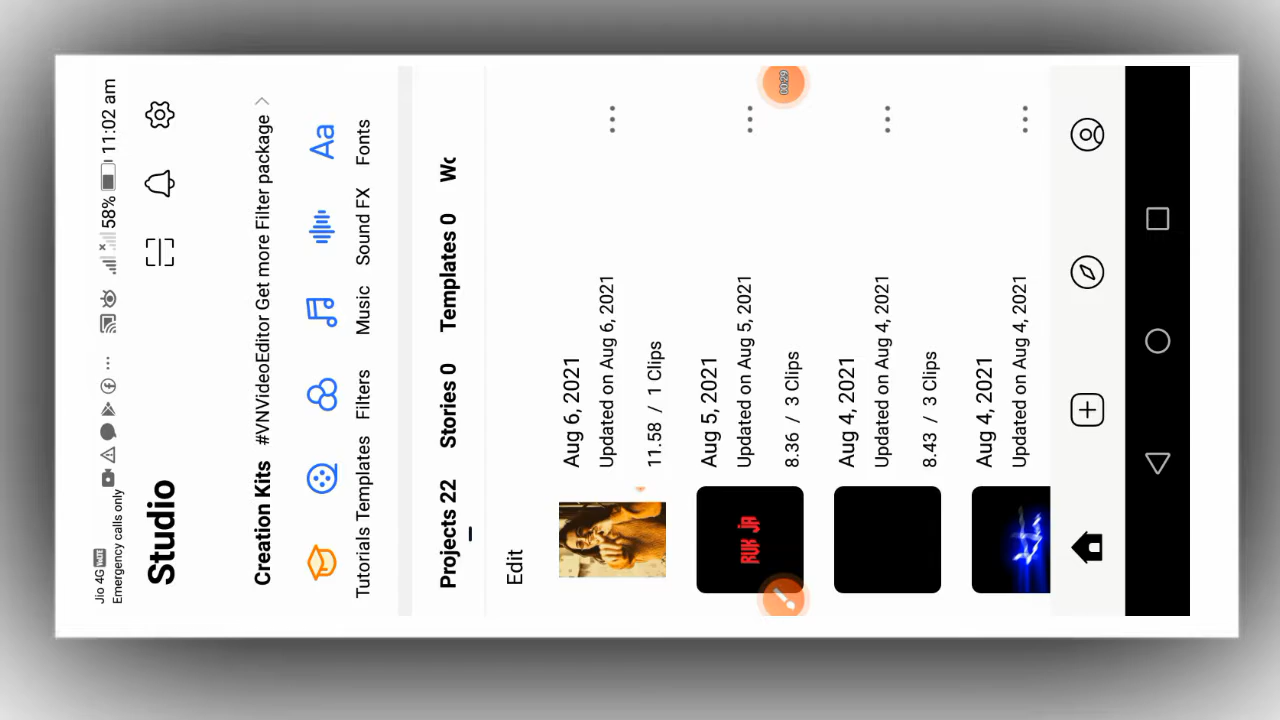 Jio 4G VoLTE
Emergency calls only
58% 11:02 am
Studio
Creation Kits #VNVideoEditor Get more Filter package >
Aa
Tutorials Templates Filters Music Sound FX Fonts
Projects 22 Stories 0 Templates 0 Wo
Edit
Aug 6, 2021
Updated on Aug 6, 2021
11.58 / 1 Clips
RUK JA
Aug 5, 2021
Updated on Aug 5, 2021
8.36 / 3 Clips
Aug 4, 2021
Updated on Aug 4, 2021
8.43 / 3 Clips
Aug 4, 2021
Updated on Aug 4, 2021
00:29